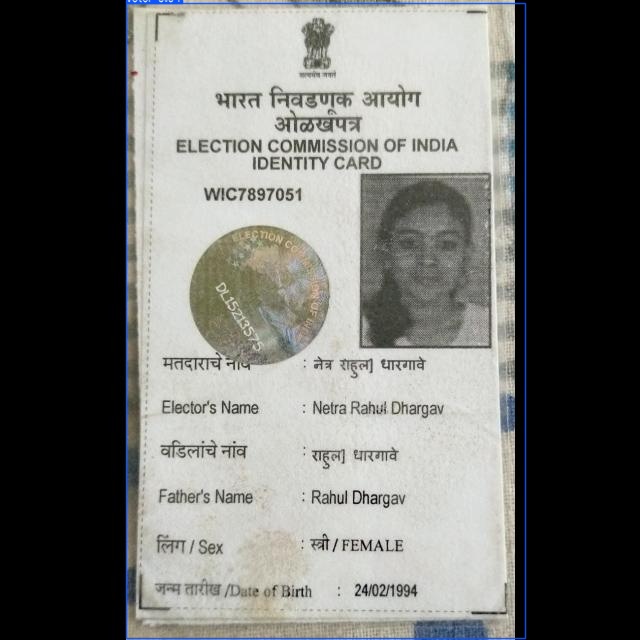 सत्यमेव जयते
भारत निवडणूक आयोग
ओळखपत्र
ELECTION COMMISSION OF INDIA
IDENTITY CARD
WIC7897051
ELECTION COMMISSION OF
DL15213575
मतदाराचे नांव : नेत्र राहुल] धारगावे
Elector's Name : Netra Rahul Dhargav
वडिलांचे नांव : राहुल] धारगावे
Father's Name : Rahul Dhargav
लिंग / Sex : स्त्री / FEMALE
जन्म तारीख /Date of Birth : 24/02/1994